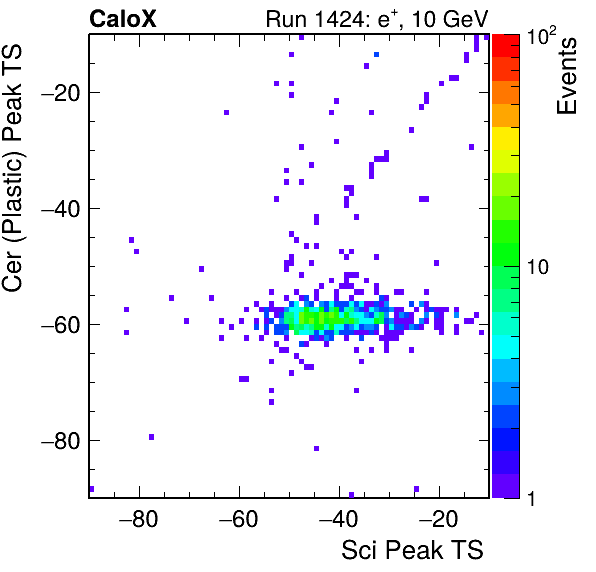 CaloX Run 1424: e⁺, 10 GeV
Cer (Plastic) Peak TS
−20
−40
−60
−80
−80 −60 −40 −20
Sci Peak TS
10²
10
1
Events